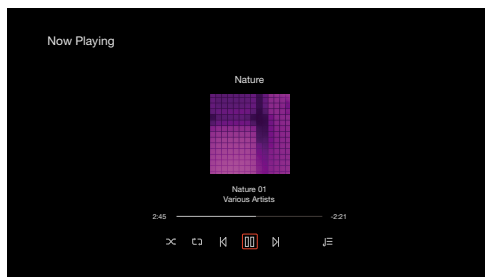 Now Playing
Nature
Nature 01
Various Artists
2:45 -2:21